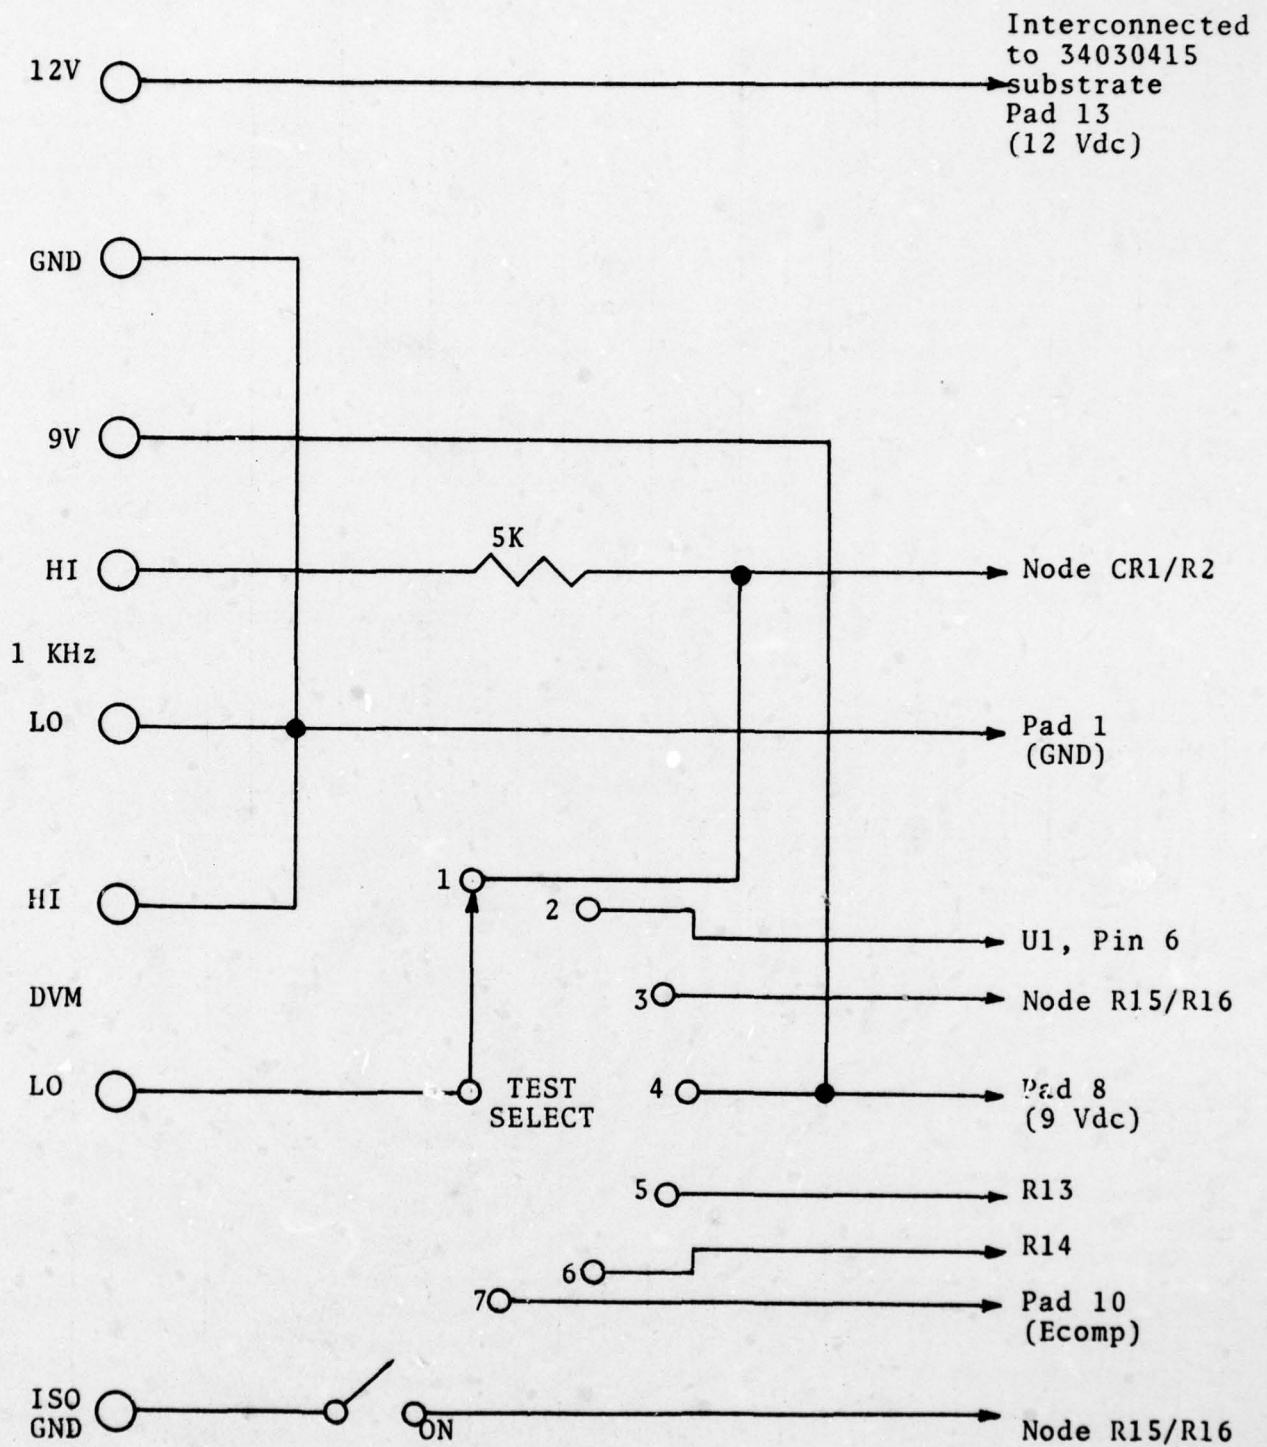 Interconnected
to 34030415
substrate
Pad 13
(12 Vdc)
12V
GND
9V
HI
5K
Node CR1/R2
1 KHz
LO
Pad 1
(GND)
HI
1
2
U1, Pin 6
DVM
3
Node R15/R16
LO
TEST
SELECT
4
Pad 8
(9 Vdc)
5
R13
6
R14
7
Pad 10
(Ecomp)
ISO
GND
ON
Node R15/R16